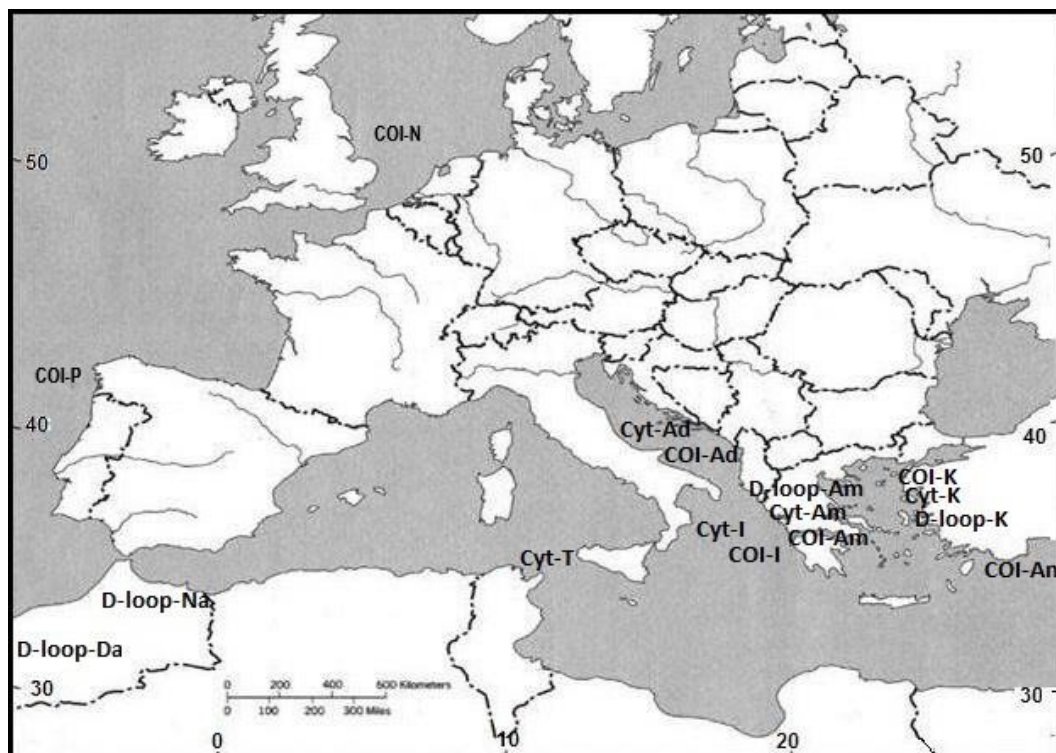 COI-N
50
50
COI-P
40
40
Cyt-Ad
COI-Ad
COI-K
D-loop-Am
Cyt-K
Cyt-Am
D-loop-K
Cyt-I
COI-Am
COI-I
Cyt-T
COI-An
D-loop-Na
D-loop-Da
30
30
0 200 400 600 Kilometers
0 100 200 300 Miles
0
10
20